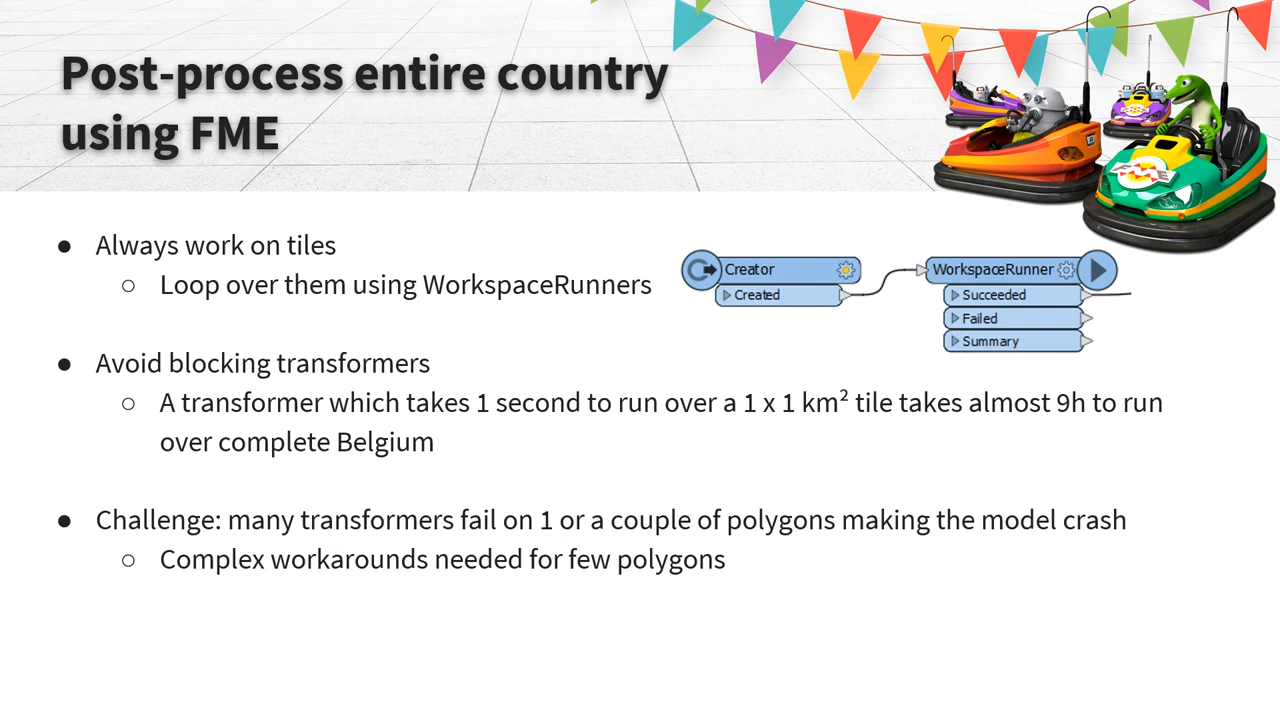 Post-process entire country
using FME
● Always work on tiles
○ Loop over them using WorkspaceRunners
Creator
Created
WorkspaceRunner
Succeeded
Failed
Summary
● Avoid blocking transformers
○ A transformer which takes 1 second to run over a 1 x 1 km² tile takes almost 9h to run
over complete Belgium
● Challenge: many transformers fail on 1 or a couple of polygons making the model crash
○ Complex workarounds needed for few polygons
FME